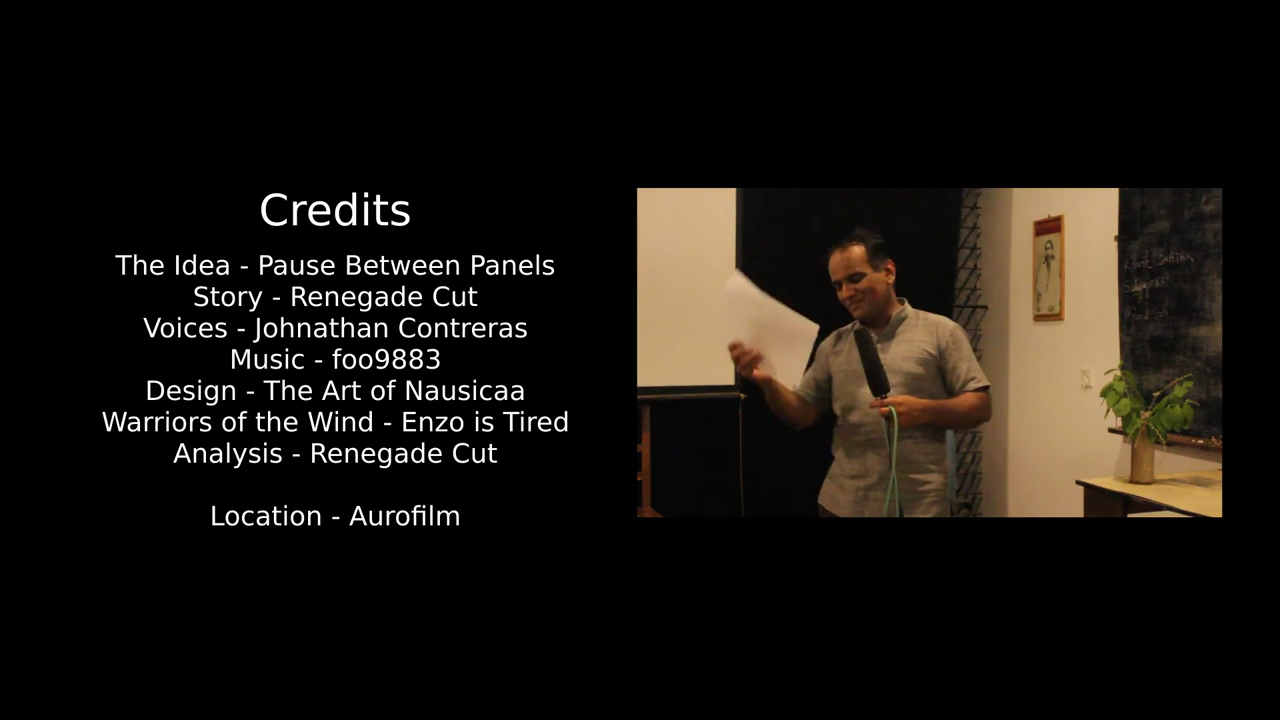 Credits
The Idea - Pause Between Panels
Story - Renegade Cut
Voices - Johnathan Contreras
Music - foo9883
Design - The Art of Nausicaa
Warriors of the Wind - Enzo is Tired
Analysis - Renegade Cut
Location - Aurofilm